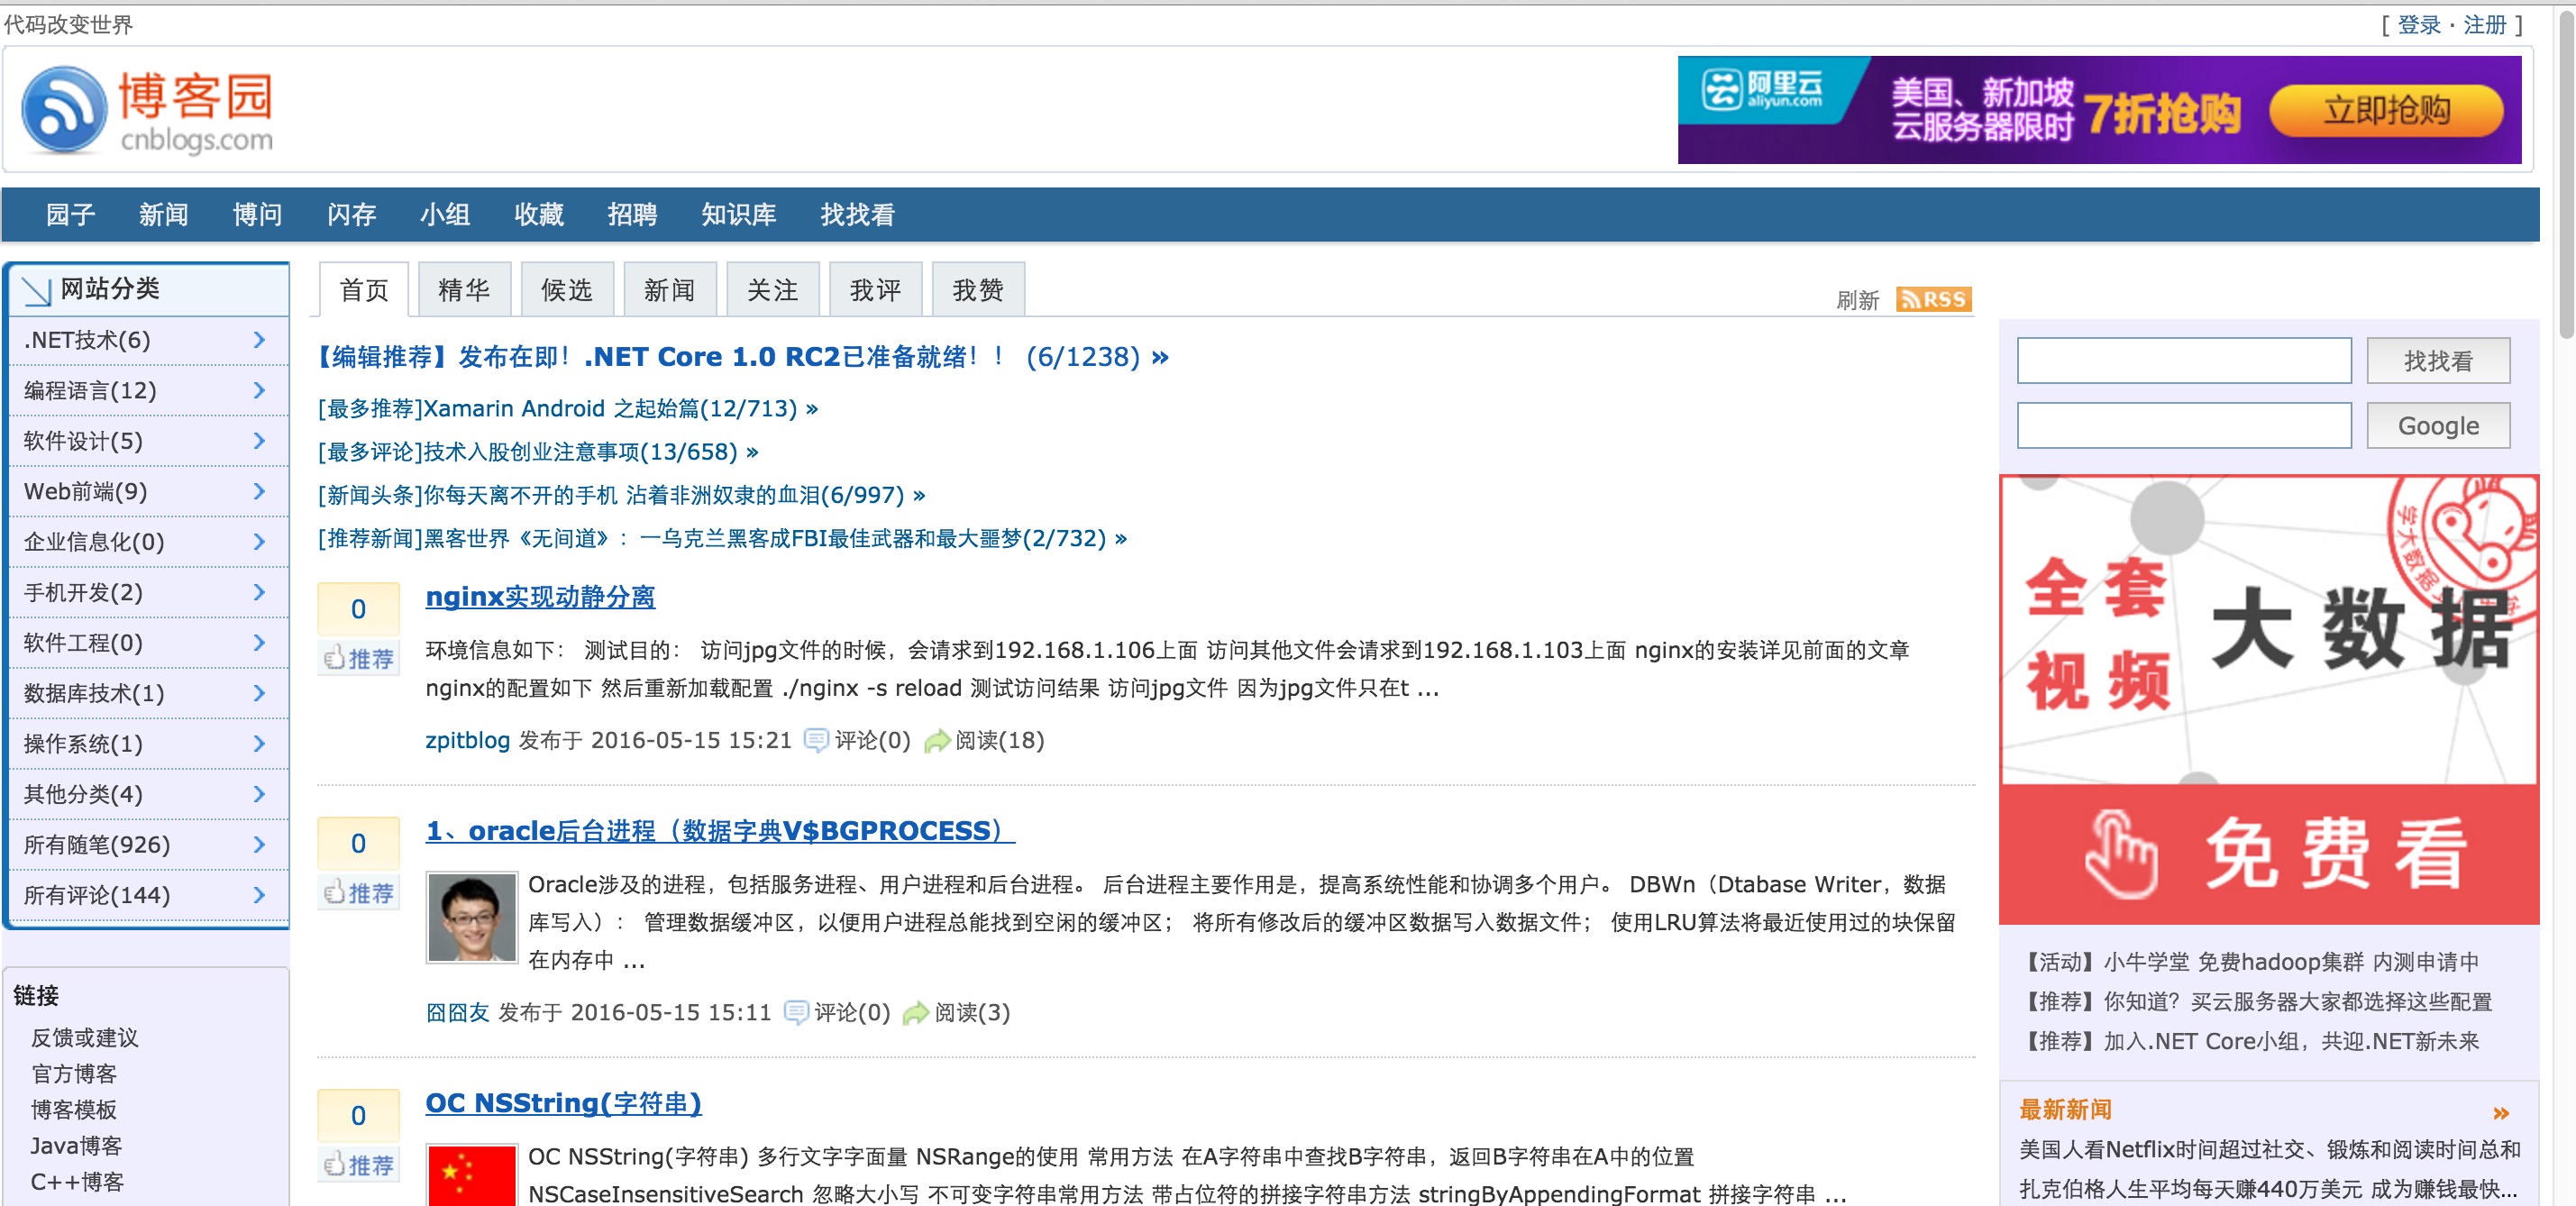 代码改变世界
[ 登录 · 注册 ]
博客园
cnblogs.com
阿里云
aliyun.com
美国、新加坡
云服务器限时
7折抢购
立即抢购
园子 新闻 博问 闪存 小组 收藏 招聘 知识库 找找看
网站分类
.NET技术(6)
编程语言(12)
软件设计(5)
Web前端(9)
企业信息化(0)
手机开发(2)
软件工程(0)
数据库技术(1)
操作系统(1)
其他分类(4)
所有随笔(926)
所有评论(144)
链接
反馈或建议
官方博客
博客模板
Java博客
C++博客
首页 精华 候选 新闻 关注 我评 我赞
刷新 RSS
【编辑推荐】发布在即！.NET Core 1.0 RC2已准备就绪！！ (6/1238) »
[最多推荐]Xamarin Android 之起始篇(12/713) »
[最多评论]技术入股创业注意事项(13/658) »
[新闻头条]你每天离不开的手机 沾着非洲奴隶的血泪(6/997) »
[推荐新闻]黑客世界《无间道》：一乌克兰黑客成FBI最佳武器和最大噩梦(2/732) »
0
推荐
nginx实现动静分离
环境信息如下： 测试目的： 访问jpg文件的时候，会请求到192.168.1.106上面 访问其他文件会请求到192.168.1.103上面 nginx的安装详见前面的文章
nginx的配置如下 然后重新加载配置 ./nginx -s reload 测试访问结果 访问jpg文件 因为jpg文件只在t ...
zpitblog 发布于 2016-05-15 15:21 评论(0) 阅读(18)
0
推荐
1、oracle后台进程（数据字典V$BGPROCESS）
Oracle涉及的进程，包括服务进程、用户进程和后台进程。 后台进程主要作用是，提高系统性能和协调多个用户。 DBWn（Dtabase Writer，数据
库写入）： 管理数据缓冲区，以便用户进程总能找到空闲的缓冲区； 将所有修改后的缓冲区数据写入数据文件； 使用LRU算法将最近使用过的块保留
在内存中 ...
囧囧友 发布于 2016-05-15 15:11 评论(0) 阅读(3)
0
推荐
OC NSString(字符串)
OC NSString(字符串) 多行文字字面量 NSRange的使用 常用方法 在A字符串中查找B字符串，返回B字符串在A中的位置
NSCaseInsensitiveSearch 忽略大小写 不可变字符串常用方法 带占位符的拼接字符串方法 stringByAppendingFormat 拼接字符串 ...
找找看
Google
全套
视频
大数据
免费看
【活动】小牛学堂 免费hadoop集群 内测申请中
【推荐】你知道？买云服务器大家都选择这些配置
【推荐】加入.NET Core小组，共迎.NET新未来
最新新闻 »
美国人看Netflix时间超过社交、锻炼和阅读时间总和
扎克伯格人生平均每天赚440万美元 成为赚钱最快...